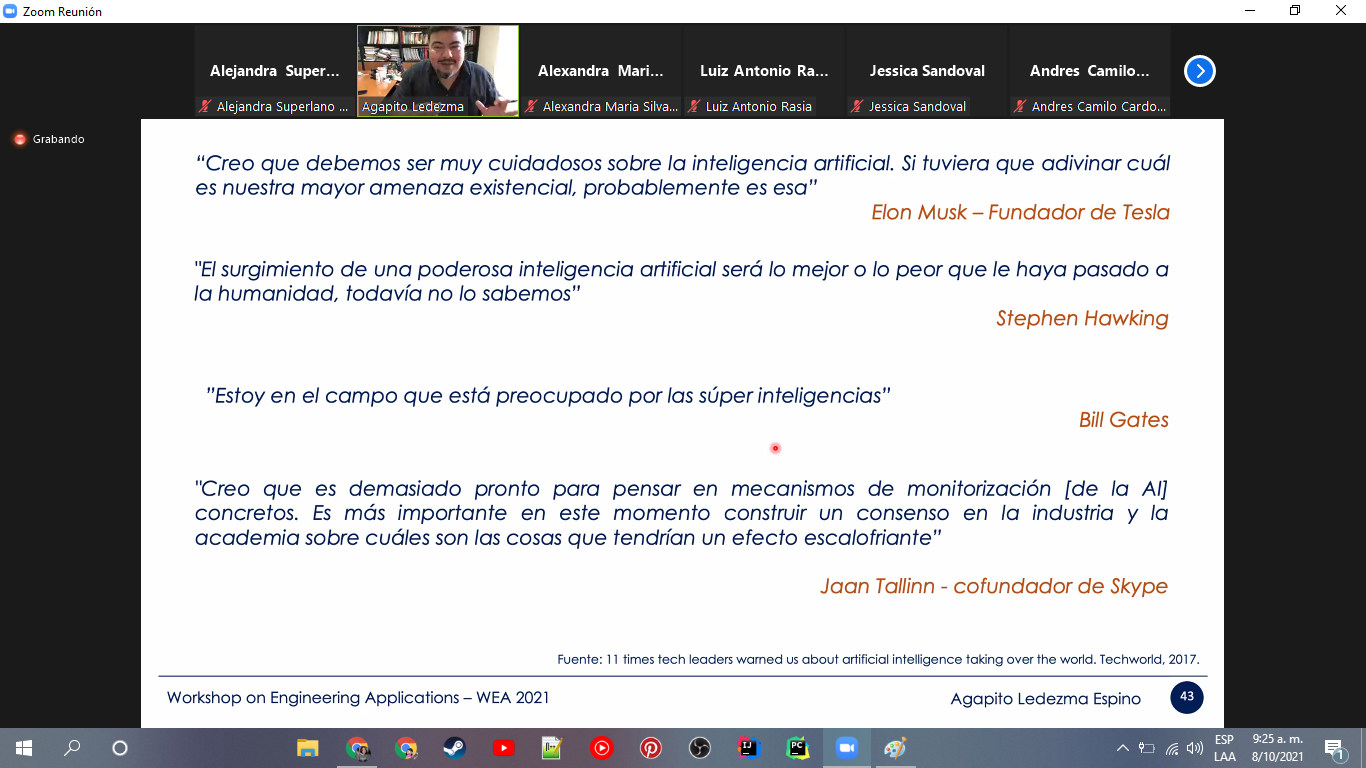 Zoom Reunión
Alejandra Super...
Alexandra Mari...
Luiz Antonio Ra...
Jessica Sandoval
Andres Camilo...
Alejandra Superlano ...
Agapito Ledezma
Alexandra Maria Silva...
Luiz Antonio Rasia
Jessica Sandoval
Andres Camilo Cardo...
Grabando
“Creo que debemos ser muy cuidadosos sobre la inteligencia artificial. Si tuviera que adivinar cuál
es nuestra mayor amenaza existencial, probablemente es esa”
Elon Musk – Fundador de Tesla
"El surgimiento de una poderosa inteligencia artificial será lo mejor o lo peor que le haya pasado a
la humanidad, todavía no lo sabemos”
Stephen Hawking
”Estoy en el campo que está preocupado por las súper inteligencias”
Bill Gates
"Creo que es demasiado pronto para pensar en mecanismos de monitorización [de la AI]
concretos. Es más importante en este momento construir un consenso en la industria y la
academia sobre cuáles son las cosas que tendrían un efecto escalofriante”
Jaan Tallinn - cofundador de Skype
Fuente: 11 times tech leaders warned us about artificial intelligence taking over the world. Techworld, 2017.
Workshop on Engineering Applications – WEA 2021
Agapito Ledezma Espino
43
IJ
PC
ESP
LAA
9:25 a. m.
8/10/2021
1